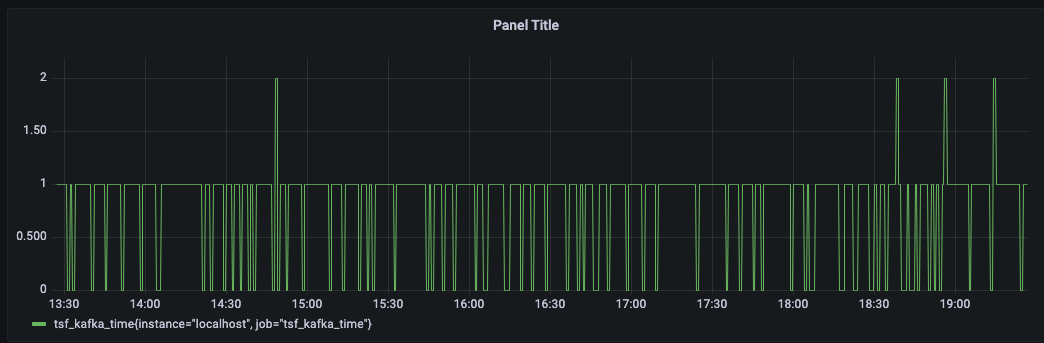 Panel Title
2
1.50
1
0.500
0
13:30 14:00 14:30 15:00 15:30 16:00 16:30 17:00 17:30 18:00 18:30 19:00
tsf_kafka_time{instance="localhost", job="tsf_kafka_time"}